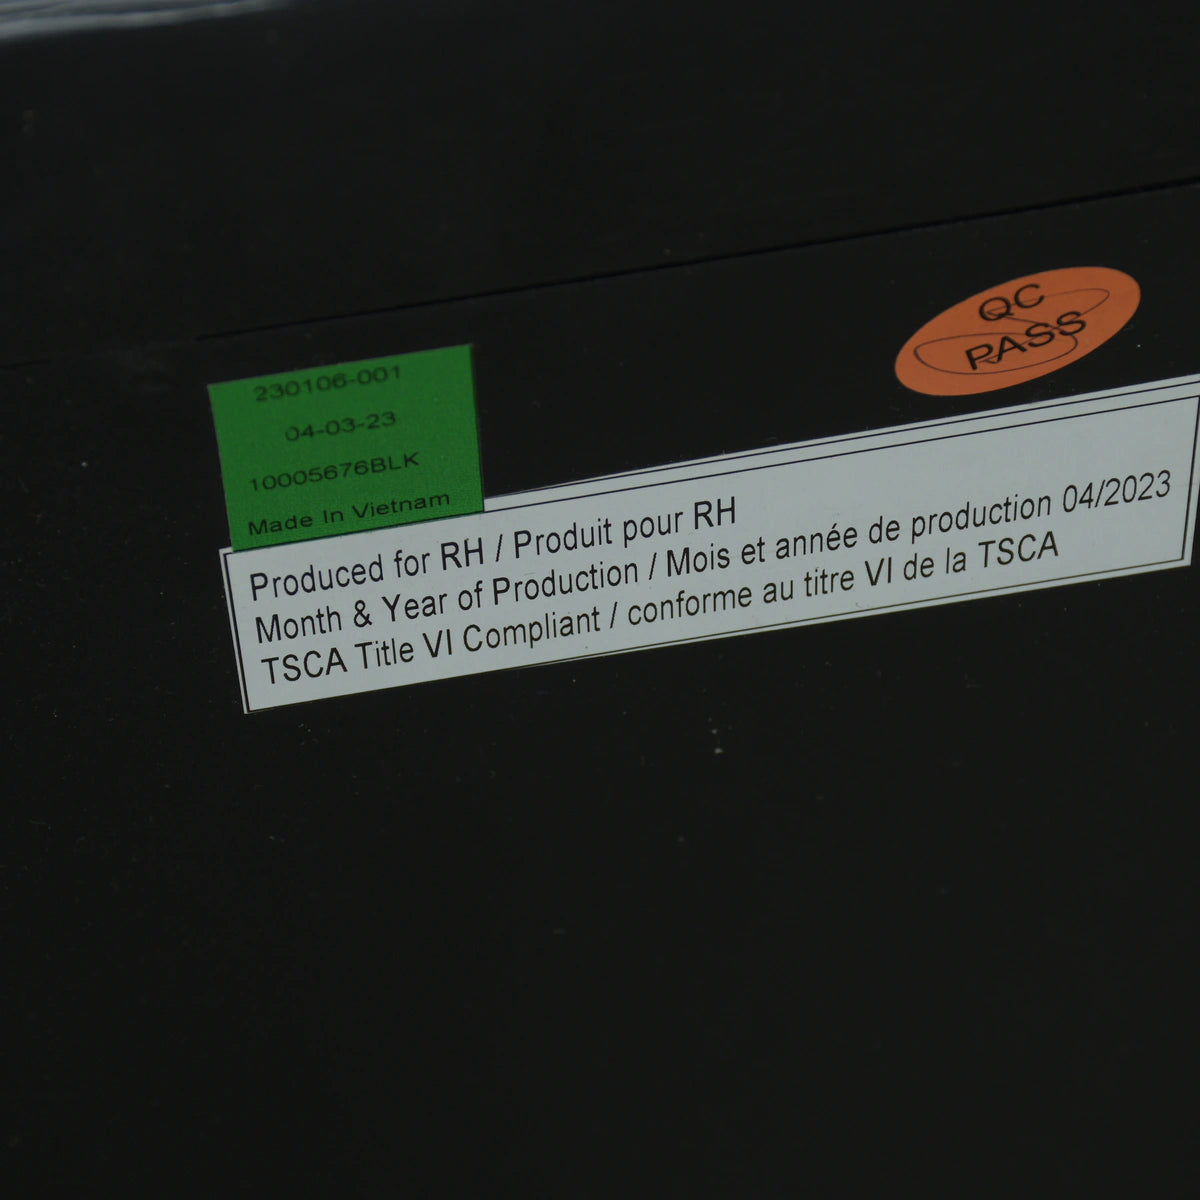 230106-001
04-03-23
10005676BLK
Made In Vietnam
QC
PASS
Produced for RH / Produit pour RH
Month & Year of Production / Mois et année de production 04/2023
TSCA Title VI Compliant / conforme au titre VI de la TSCA